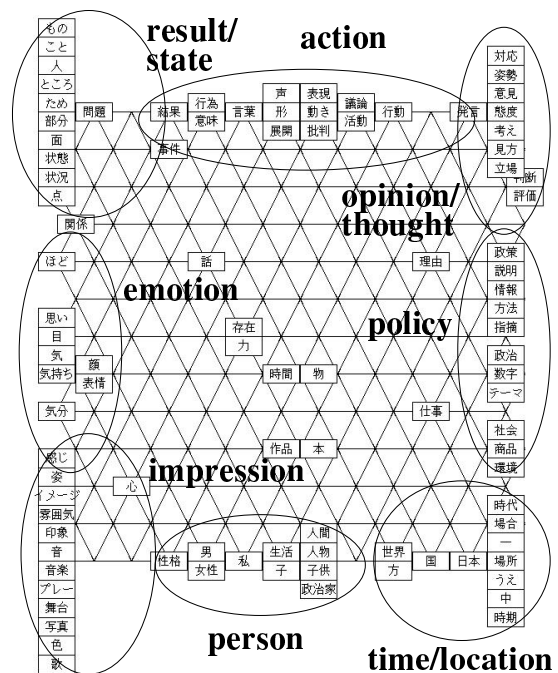 result/
state
action
もの
こと
人
ところ
ため
部分
面
状態
状況
点
問題
結果
行為
意味
言葉
声
形
展開
表現
動き
批判
議論
活動
行動
発言
事件
対応
姿勢
意見
態度
考え
見方
立場
判断
評価
opinion/
thought
関係
ほど
話
理由
emotion
policy
政策
説明
情報
方法
指摘
政治
数字
テーマ
社会
商品
環境
思い
目
気
気持ち
顔
表情
気分
存在
力
時間
物
仕事
作品
本
impression
感じ
姿
イメージ
雰囲気
印象
音
音楽
プレー
舞台
写真
色
歌
心
性格
男
女性
私
生活
子
人間
人物
子供
政治家
世界
方
国
日本
時代
場合
一
場所
うえ
中
時期
person
time/location